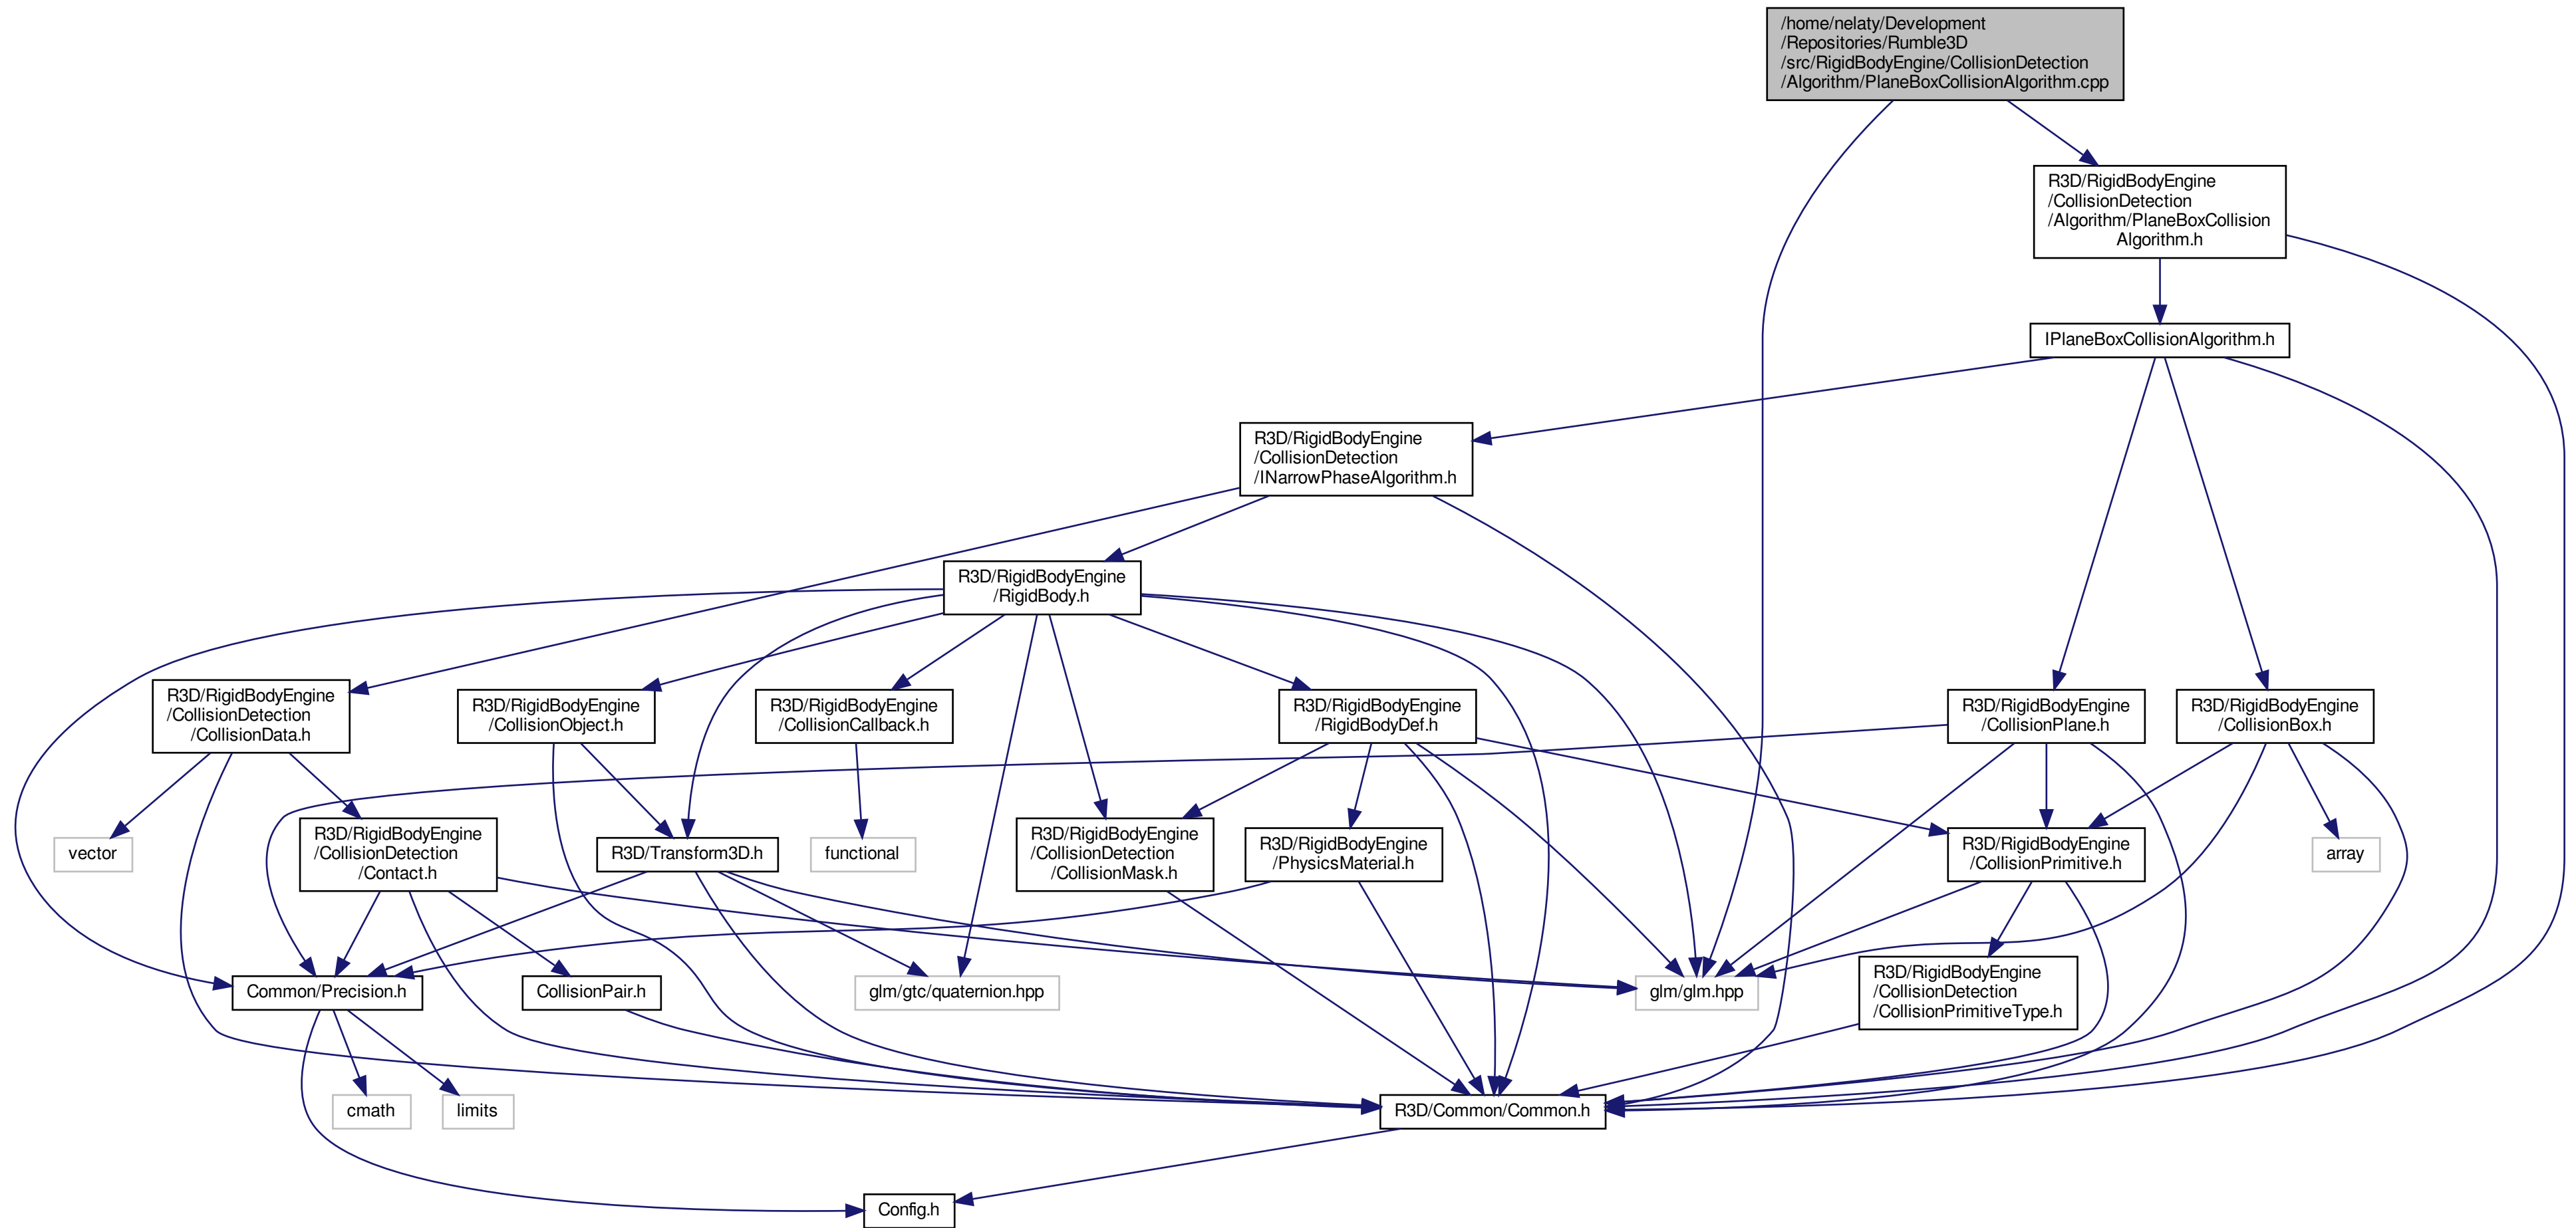 /home/nelaty/Development
/Repositories/Rumble3D
/src/RigidBodyEngine/CollisionDetection
/Algorithm/PlaneBoxCollisionAlgorithm.cpp
R3D/RigidBodyEngine
/CollisionDetection
/Algorithm/PlaneBoxCollision
Algorithm.h
IPlaneBoxCollisionAlgorithm.h
R3D/RigidBodyEngine
/CollisionDetection
/INarrowPhaseAlgorithm.h
R3D/RigidBodyEngine
/RigidBody.h
R3D/RigidBodyEngine
/CollisionDetection
/CollisionData.h
R3D/RigidBodyEngine
/CollisionObject.h
R3D/RigidBodyEngine
/CollisionCallback.h
R3D/RigidBodyEngine
/RigidBodyDef.h
R3D/RigidBodyEngine
/CollisionPlane.h
R3D/RigidBodyEngine
/CollisionBox.h
vector
R3D/RigidBodyEngine
/CollisionDetection
/Contact.h
R3D/Transform3D.h
functional
R3D/RigidBodyEngine
/CollisionDetection
/CollisionMask.h
R3D/RigidBodyEngine
/PhysicsMaterial.h
R3D/RigidBodyEngine
/CollisionPrimitive.h
array
Common/Precision.h
CollisionPair.h
glm/gtc/quaternion.hpp
glm/glm.hpp
R3D/RigidBodyEngine
/CollisionDetection
/CollisionPrimitiveType.h
cmath
limits
R3D/Common/Common.h
Config.h